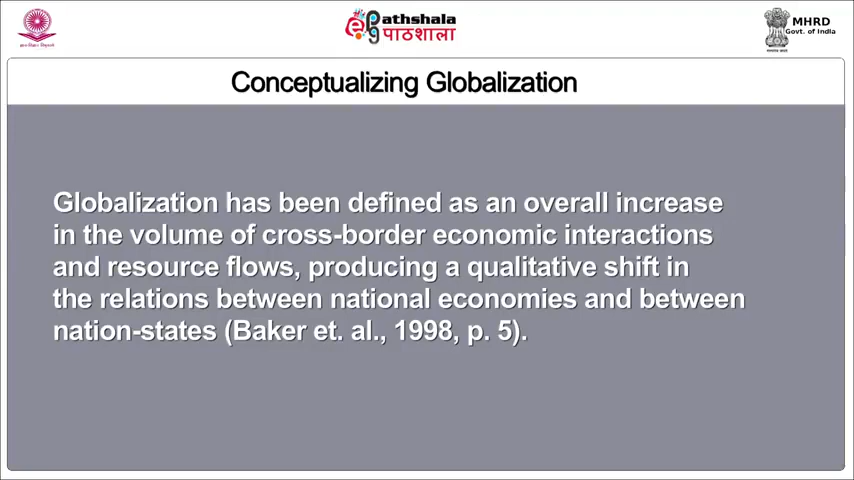 Pathshala
पाठशाला
MHRD
Govt. of India
Conceptualizing Globalization
Globalization has been defined as an overall increase
in the volume of cross-border economic interactions
and resource flows, producing a qualitative shift in
the relations between national economies and between
nation-states (Baker et. al., 1998, p. 5).